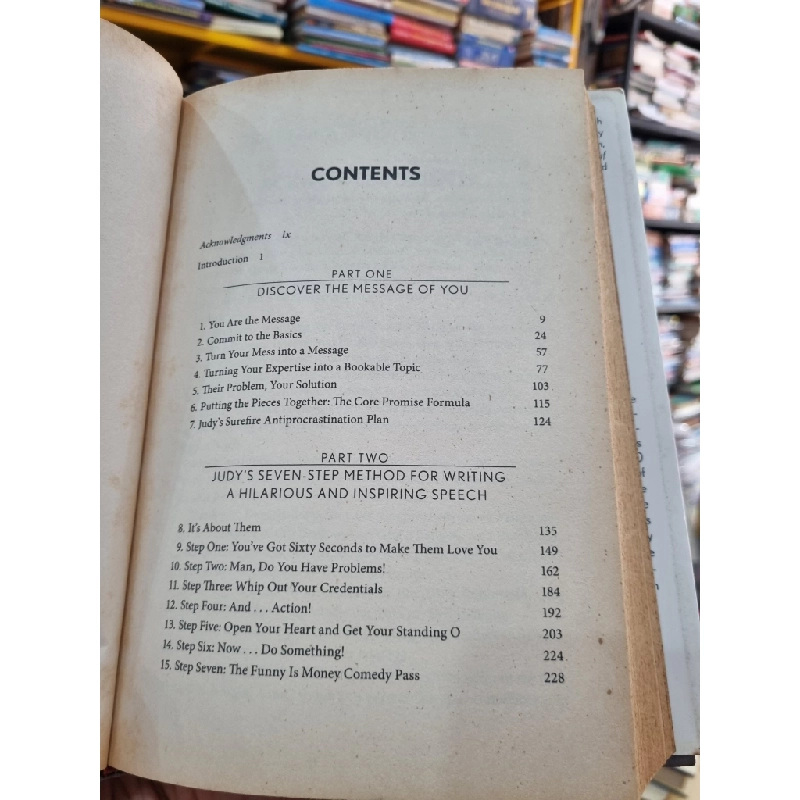 CONTENTS
Acknowledgments ix
Introduction 1
PART ONE
DISCOVER THE MESSAGE OF YOU
1. You Are the Message 9
2. Commit to the Basics 24
3. Turn Your Mess into a Message 57
4. Turning Your Expertise into a Bookable Topic 77
5. Their Problem, Your Solution 103
6. Putting the Pieces Together: The Core Promise Formula 115
7. Judy's Surefire Antiprocrastination Plan 124
PART TWO
JUDY'S SEVEN-STEP METHOD FOR WRITING
A HILARIOUS AND INSPIRING SPEECH
8. It's About Them 135
9. Step One: You've Got Sixty Seconds to Make Them Love You 149
10. Step Two: Man, Do You Have Problems! 162
11. Step Three: Whip Out Your Credentials 184
12. Step Four: And . . . Action! 192
13. Step Five: Open Your Heart and Get Your Standing O 203
14. Step Six: Now . . . Do Something! 224
15. Step Seven: The Funny Is Money Comedy Pass 228